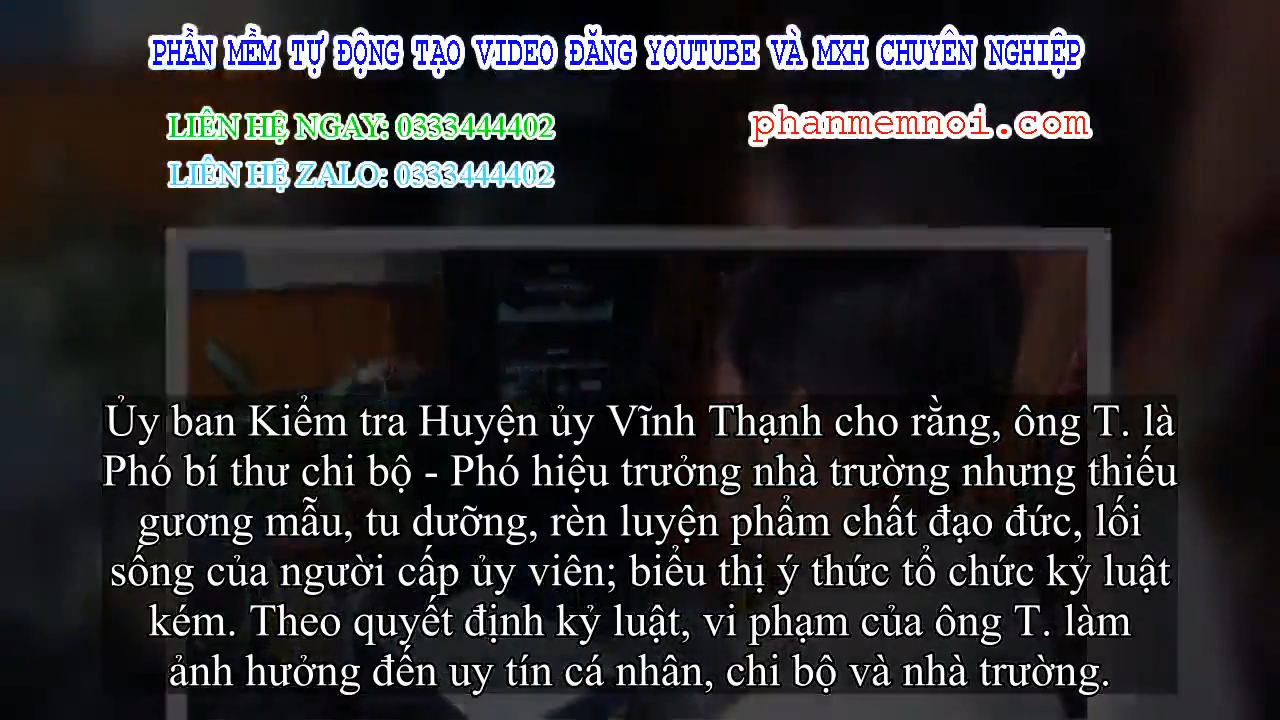 PHẦN MỀM TỰ ĐỘNG TẠO VIDEO ĐĂNG YOUTUBE VÀ MXH CHUYÊN NGHIỆP
LIÊN HỆ NGAY: 0333444402
phanmemnoi.com
LIÊN HỆ ZALO: 0333444402
Ủy ban Kiểm tra Huyện ủy Vĩnh Thạnh cho rằng, ông T. là
Phó bí thư chi bộ - Phó hiệu trưởng nhà trường nhưng thiếu
gương mẫu, tu dưỡng, rèn luyện phẩm chất đạo đức, lối
sống của người cấp ủy viên; biểu thị ý thức tổ chức kỷ luật
kém. Theo quyết định kỷ luật, vi phạm của ông T. làm
ảnh hưởng đến uy tín cá nhân, chi bộ và nhà trường.